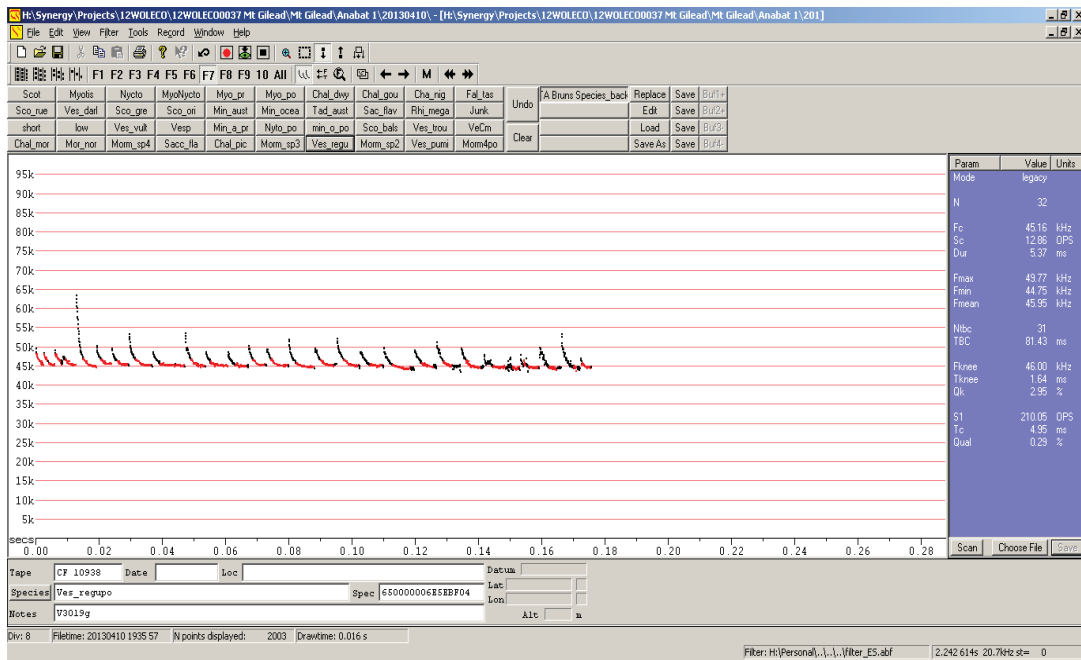 H:\Synergy\Projects\12WOLECO\12WOLECO0037 Mt Gilead\Mt Gilead\Anabat 1\20130410\ - [H:\Synergy\Projects\12WOLECO\12WOLECO0037 Mt Gilead\Mt Gilead\Anabat 1\201]
File Edit View Filter Tools Record Window Help
F1 F2 F3 F4 F5 F6 F7 F8 F9 10 All M
Scot Myotis Nycto MyoNycto Myo_pr Myo_po Chal_dwy Chal_gou Cha_nig Fal_tas Undo TA Bruns Species_back Replace Save Buf1+
Sco_rue Ves_darl Sco_gre Sco_ori Min_aust Min_ocea Tad_aust Sac_flav Rhi_mega Junk Edit Save Buf2+
short low Ves_vult Vesp Min_a_pr Nyto_po min_o_po Sco_bals Ves_trou VeCm Clear Load Save Buf3-
Chal_mor Mor_nor Morm_sp4 Sacc_fla Chal_pic Morm_sp3 Ves_regu Morm_sp2 Ves_pumi Morm4po Save As Save Buf4-
95k
90k
85k
80k
75k
70k
65k
60k
55k
50k
45k
40k
35k
30k
25k
20k
15k
10k
5k
secs
0.00 0.02 0.04 0.06 0.08 0.10 0.12 0.14 0.16 0.18 0.20 0.22 0.24 0.26 0.28
Param Value Units
Mode legacy
N 32
Fc 45.16 kHz
Sc 12.86 OPS
Dur 5.37 ms
Fmax 49.77 kHz
Fmin 44.75 kHz
Fmean 45.95 kHz
Ntbc 31
TBC 81.43 ms
Fknee 46.00 kHz
Tknee 1.64 ms
Qk 2.95 %
S1 210.05 OPS
Tc 4.95 ms
Qual 0.29 %
Scan Choose File Save
Tape CF 10938 Date Loc Datum
Species Ves_regupo Spec 650000006E5EBF04 Lat
Lon
Notes V3019g Alt m
Div: 8 Filetime: 20130410 1935 57 N points displayed: 2003 Drawtime: 0.016 s
Filter: H:\Personal\..\..\..\filter_ES.abf 2.242 614s 20.7kHz st= 0